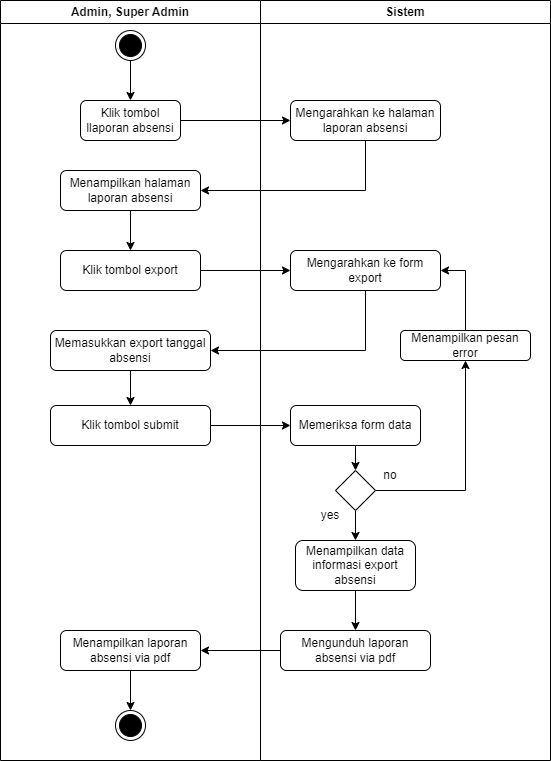 Admin, Super Admin
Sistem
Klik tombol
llaporan absensi
Mengarahkan ke halaman
laporan absensi
Menampilkan halaman
laporan absensi
Klik tombol export
Mengarahkan ke form
export
Memasukkan export tanggal
absensi
Menampilkan pesan
error
Klik tombol submit
Memeriksa form data
no
yes
Menampilkan data
informasi export
absensi
Menampilkan laporan
absensi via pdf
Mengunduh laporan
absensi via pdf